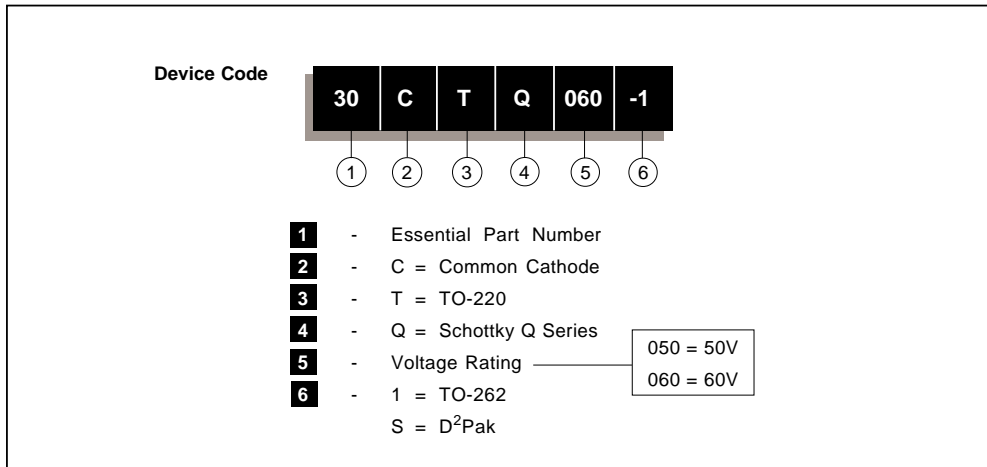 Device Code
30 C T Q 060 -1
1 2 3 4 5 6
1 - Essential Part Number
2 - C = Common Cathode
3 - T = TO-220
4 - Q = Schottky Q Series
5 - Voltage Rating
050 = 50V
060 = 60V
6 - 1 = TO-262
S = D²Pak